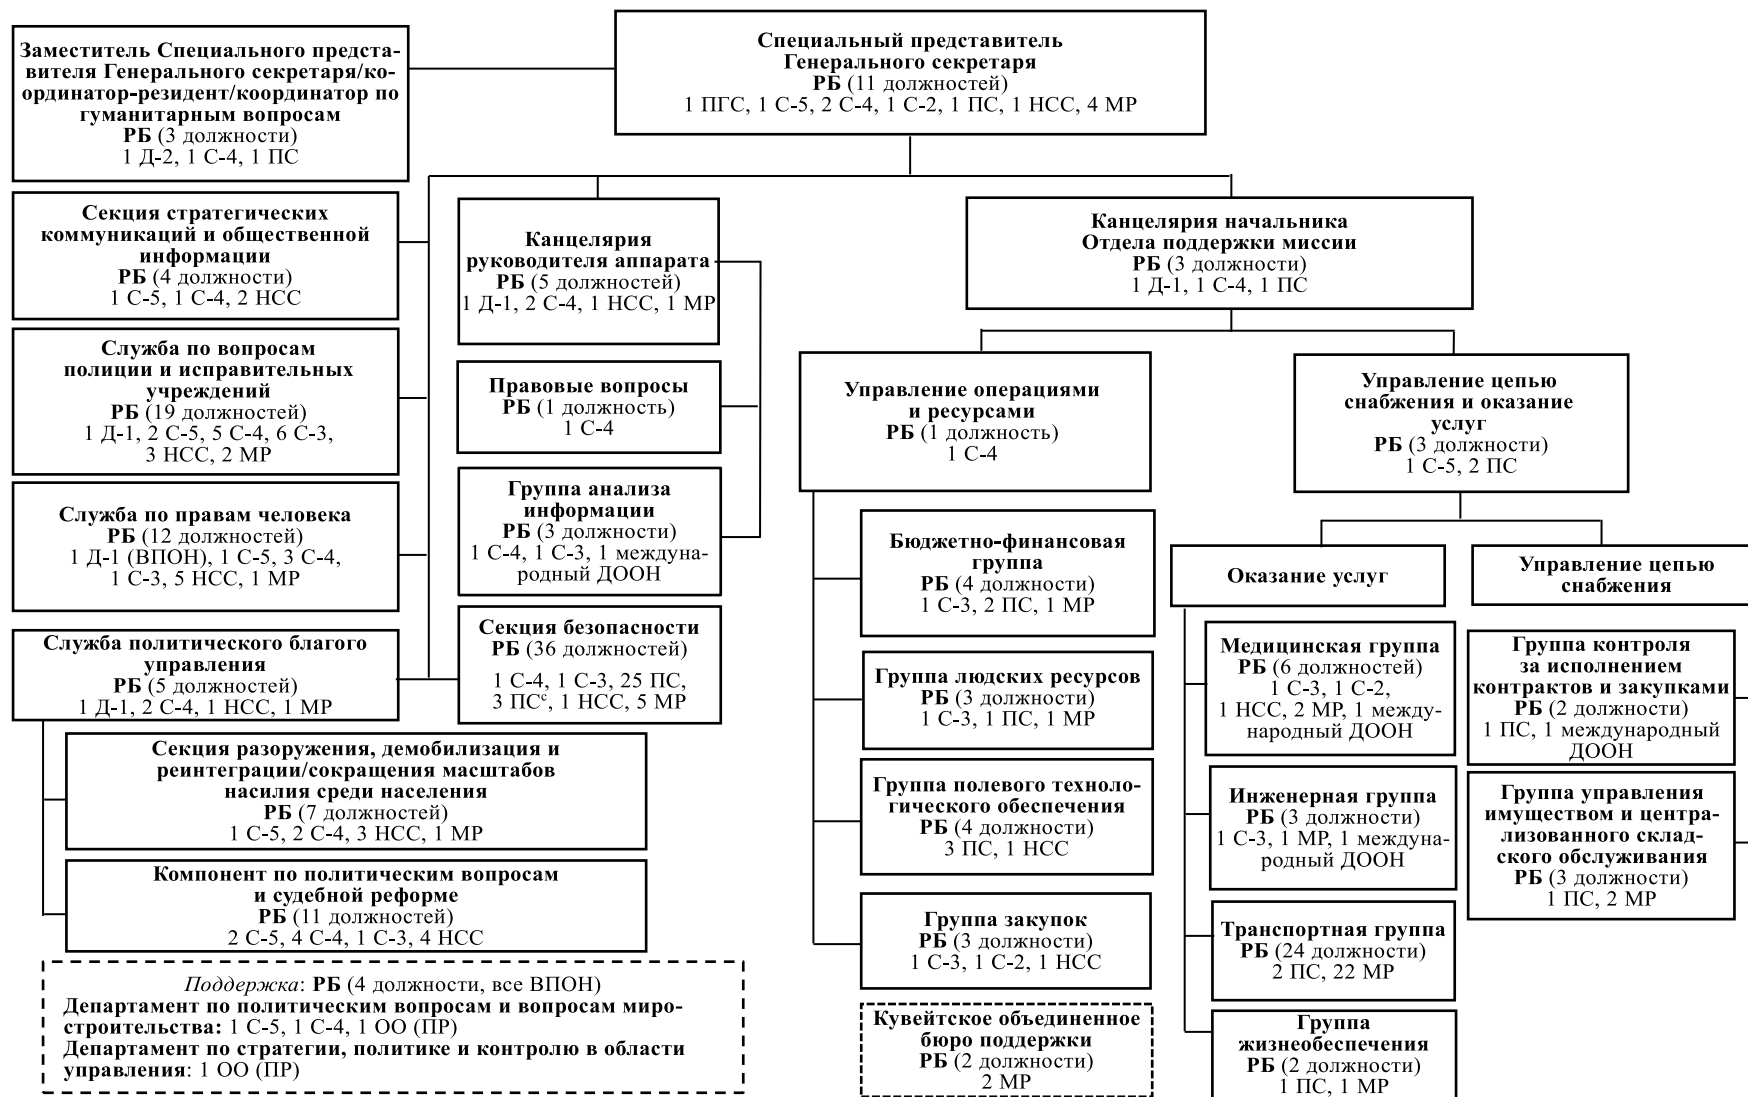 Заместитель Специального предста-
вителя Генерального секретаря/ко-
ординатор-резидент/координатор по
гуманитарным вопросам
РБ (3 должности)
1 Д-2, 1 С-4, 1 ПС
Специальный представитель
Генерального секретаря
РБ (11 должностей)
1 ПГС, 1 С-5, 2 С-4, 1 С-2, 1 ПС, 1 НСС, 4 МР
Секция стратегических
коммуникаций и общественной
информации
РБ (4 должности)
1 С-5, 1 С-4, 2 НСС
Служба по вопросам
полиции и исправительных
учреждений
РБ (19 должностей)
1 Д-1, 2 С-5, 5 С-4, 6 С-3,
3 НСС, 2 МР
Служба по правам человека
РБ (12 должностей)
1 Д-1 (ВПОН), 1 С-5, 3 С-4,
1 С-3, 5 НСС, 1 МР
Служба политического благого
управления
РБ (5 должностей)
1 Д-1, 2 С-4, 1 НСС, 1 МР
Секция разоружения, демобилизация и
реинтеграции/сокращения масштабов
насилия среди населения
РБ (7 должностей)
1 С-5, 2 С-4, 3 НСС, 1 МР
Компонент по политическим вопросам
и судебной реформе
РБ (11 должностей)
2 С-5, 4 С-4, 1 С-3, 4 НСС
Поддержка: РБ (4 должности, все ВПОН)
Департамент по политическим вопросам и вопросам миро-
строительства: 1 С-5, 1 С-4, 1 ОО (ПР)
Департамент по стратегии, политике и контролю в области
управления: 1 ОО (ПР)
Канцелярия
руководителя аппарата
РБ (5 должностей)
1 Д-1, 2 С-4, 1 НСС, 1 МР
Правовые вопросы
РБ (1 должность)
1 С-4
Группа анализа
информации
РБ (3 должности)
1 С-4, 1 С-3, 1 междуна-
родный ДООН
Секция безопасности
РБ (36 должностей)
1 С-4, 1 С-3, 25 ПС,
3 ПСᶜ, 1 НСС, 5 МР
Канцелярия начальника
Отдела поддержки миссии
РБ (3 должности)
1 Д-1, 1 С-4, 1 ПС
Управление операциями
и ресурсами
РБ (1 должность)
1 С-4
Бюджетно-финансовая
группа
РБ (4 должности)
1 С-3, 2 ПС, 1 МР
Группа людских ресурсов
РБ (3 должности)
1 С-3, 1 ПС, 1 МР
Группа полевого техноло-
гического обеспечения
РБ (4 должности)
3 ПС, 1 НСС
Группа закупок
РБ (3 должности)
1 С-3, 1 С-2, 1 НСС
Кувейтское объединенное
бюро поддержки
РБ (2 должности)
2 МР
Управление цепью
снабжения и оказание
услуг
РБ (3 должности)
1 С-5, 2 ПС
Оказание услуг
Медицинская группа
РБ (6 должностей)
1 С-3, 1 С-2,
1 НСС, 2 МР, 1 между-
народный ДООН
Инженерная группа
РБ (3 должности)
1 С-3, 1 МР, 1 междуна-
родный ДООН
Транспортная группа
РБ (24 должности)
2 ПС, 22 МР
Группа
жизнеобеспечения
РБ (2 должности)
1 ПС, 1 МР
Управление цепью
снабжения
Группа контроля
за исполнением
контрактов и закупками
РБ (2 должности)
1 ПС, 1 международный
ДООН
Группа управления
имуществом и центра-
лизованного склад-
ского обслуживания
РБ (3 должности)
1 ПС, 2 МР